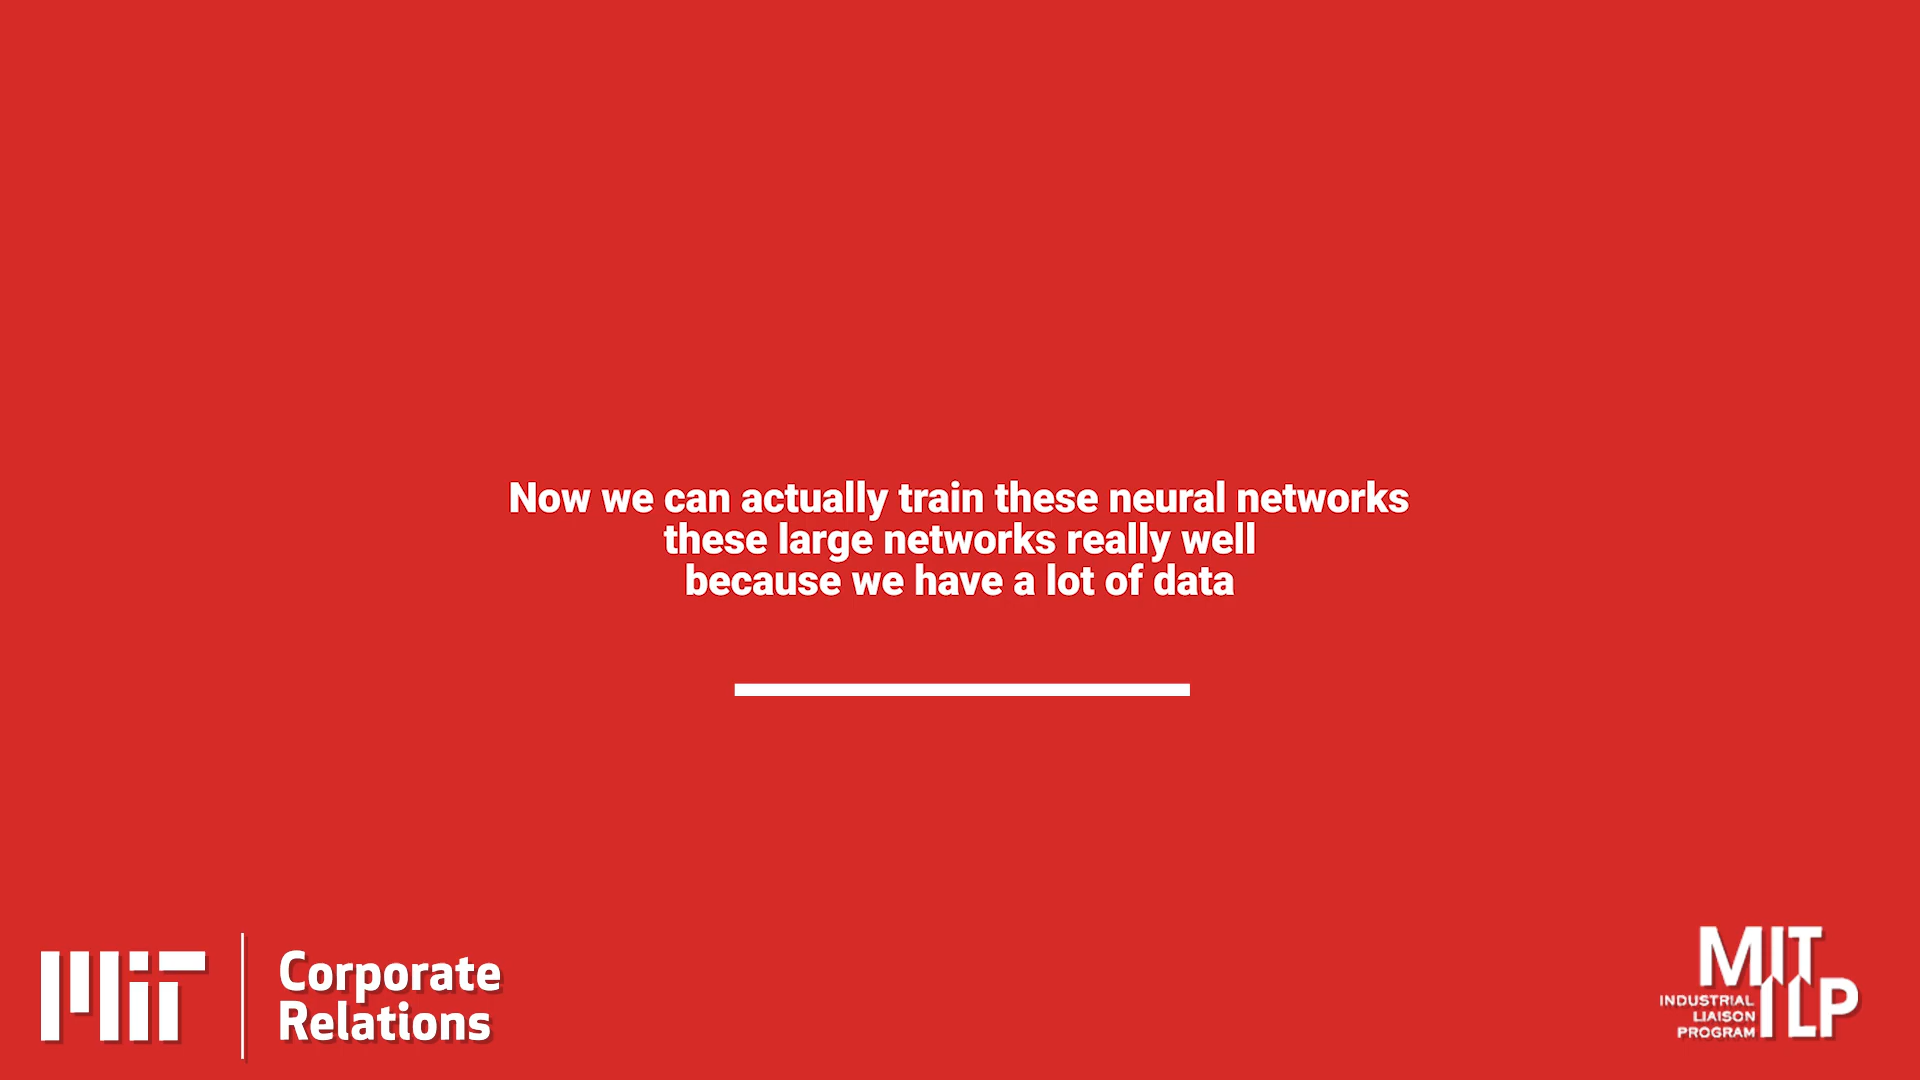 Now we can actually train these neural networks
these large networks really well
because we have a lot of data
MIT
Corporate
Relations
MIT
ILP
INDUSTRIAL
LIAISON
PROGRAM